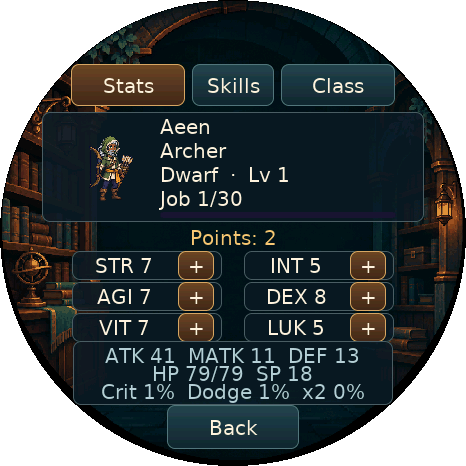 Stats Skills Class
Aeen
Archer
Dwarf · Lv 1
Job 1/30
Points: 2
STR 7 + INT 5 +
AGI 7 + DEX 8 +
VIT 7 + LUK 5 +
ATK 41 MATK 11 DEF 13
HP 79/79 SP 18
Crit 1% Dodge 1% x2 0%
Back